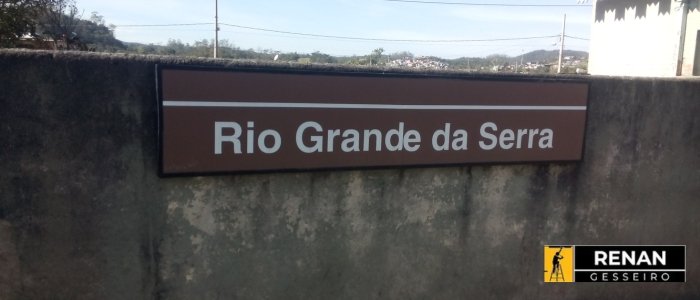 Rio Grande da Serra
RENAN
GESSEIRO